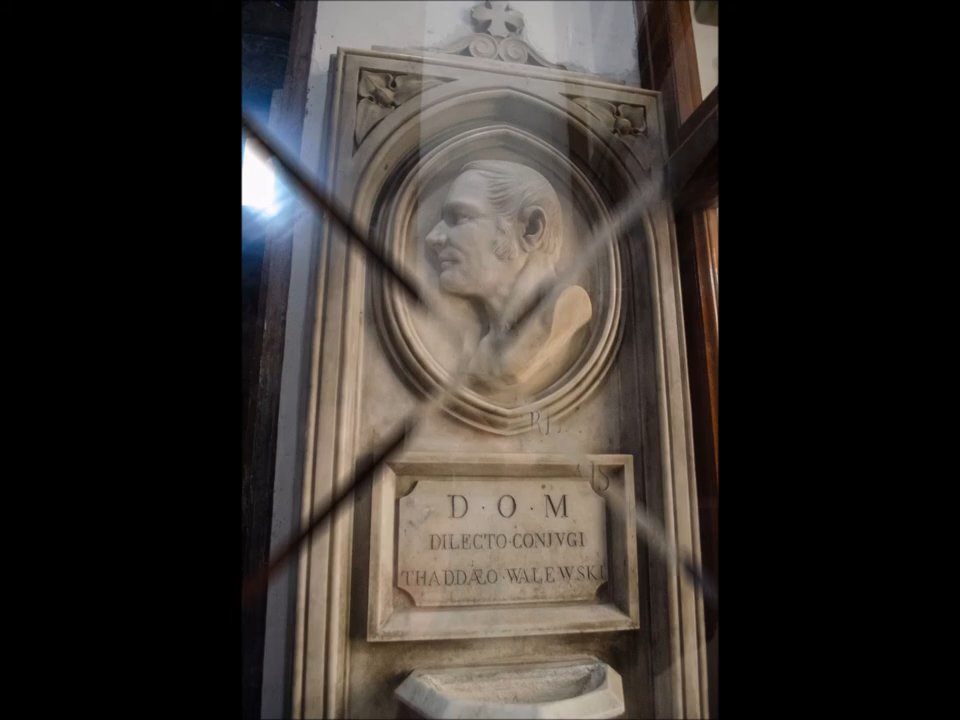 D · O · M
DILECTO · CONJVGI
THADDÆO · WALEWSKI